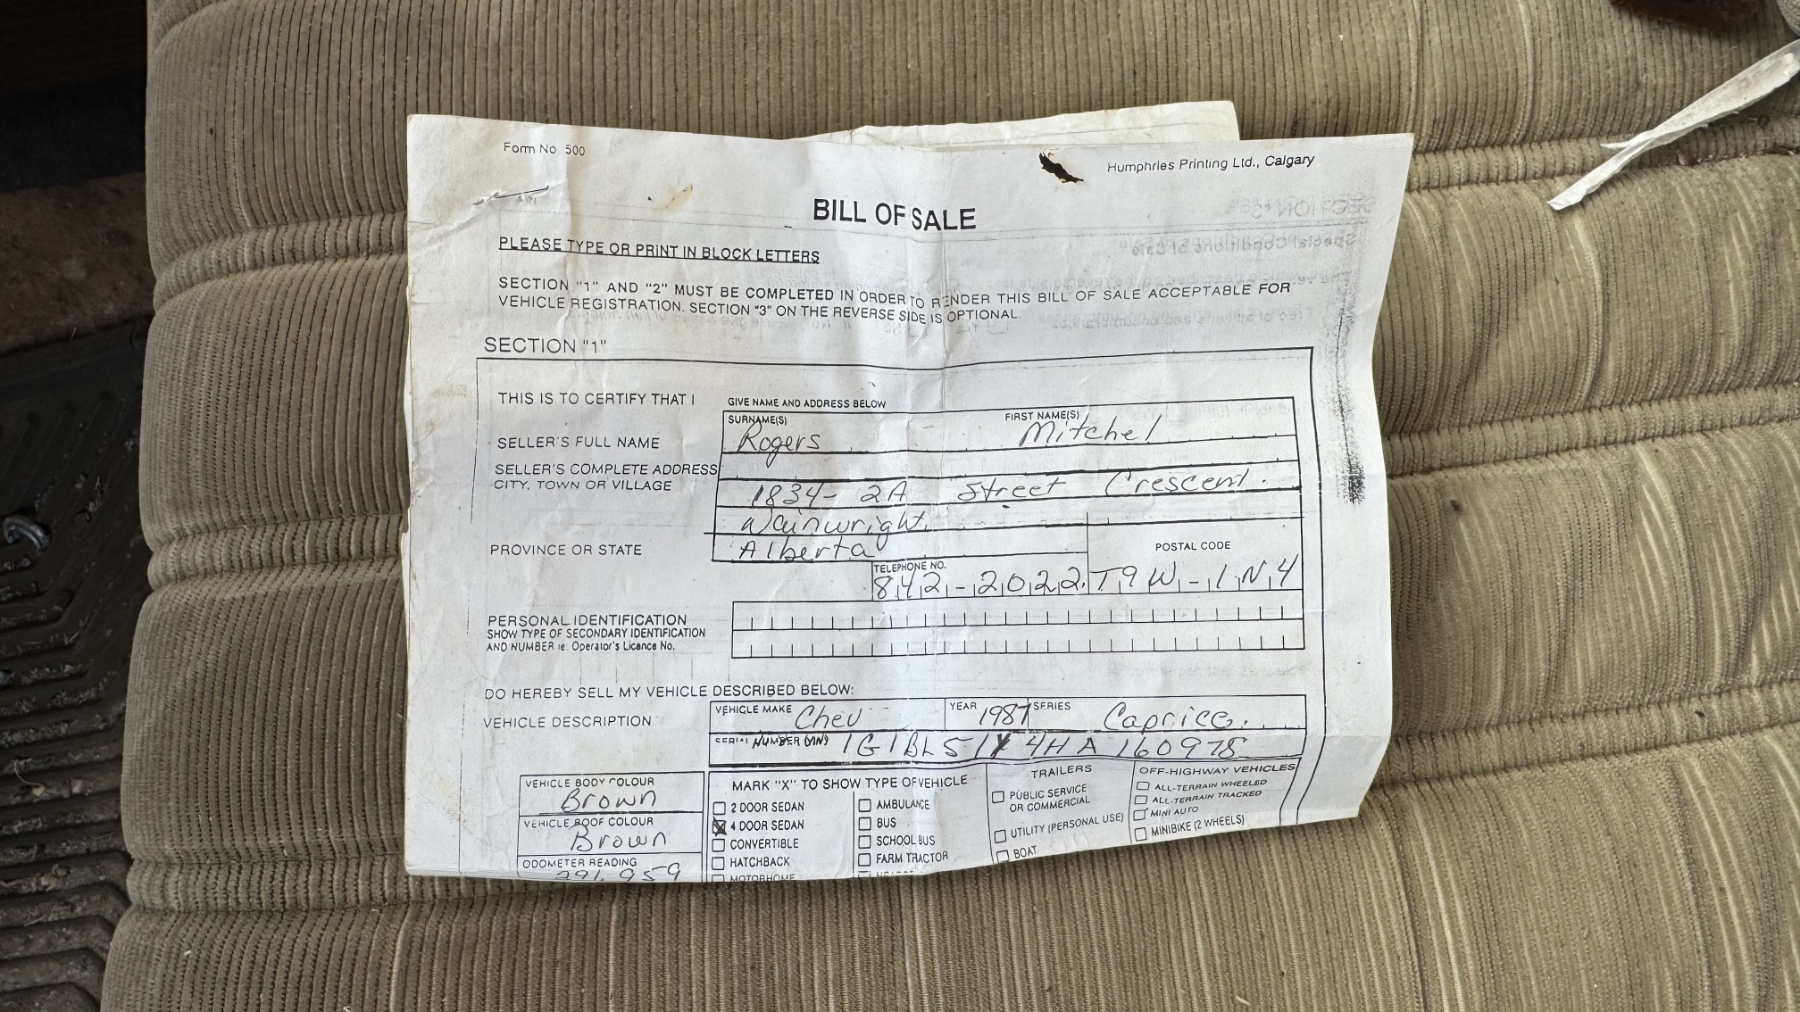 Form No 500
Humphries Printing Ltd., Calgary
BILL OF SALE
PLEASE TYPE OR PRINT IN BLOCK LETTERS
SECTION "1" AND "2" MUST BE COMPLETED IN ORDER TO RENDER THIS BILL OF SALE ACCEPTABLE FOR
VEHICLE REGISTRATION. SECTION "3" ON THE REVERSE SIDE IS OPTIONAL.
SECTION "1"
THIS IS TO CERTIFY THAT I GIVE NAME AND ADDRESS BELOW
SURNAME(S) FIRST NAME(S)
SELLER'S FULL NAME Rogers Mitchel
SELLER'S COMPLETE ADDRESS
CITY, TOWN OR VILLAGE 1834- 2A Street Crescent.
Wainwright
PROVINCE OR STATE Alberta POSTAL CODE
TELEPHONE NO.
842-2022 T9W-1N4
PERSONAL IDENTIFICATION
SHOW TYPE OF SECONDARY IDENTIFICATION
AND NUMBER ie. Operator's Licence No.
DO HEREBY SELL MY VEHICLE DESCRIBED BELOW:
VEHICLE DESCRIPTION VEHICLE MAKE Chev YEAR 1987 SERIES Caprice.
SERIAL NUMBER (VIN) 1G1BL51Y4HA160978
VEHICLE BODY COLOUR
Brown
VEHICLE ROOF COLOUR
Brown
ODOMETER READING
291,959
MARK "X" TO SHOW TYPE OF VEHICLE
2 DOOR SEDAN
4 DOOR SEDAN
CONVERTIBLE
HATCHBACK
MOTORHOME
AMBULANCE
BUS
SCHOOL BUS
FARM TRACTOR
TRAILERS
PUBLIC SERVICE
OR COMMERCIAL
UTILITY (PERSONAL USE)
BOAT
OFF-HIGHWAY VEHICLES
ALL-TERRAIN WHEELED
ALL-TERRAIN TRACKED
MINI AUTO
MINIBIKE (2 WHEELS)